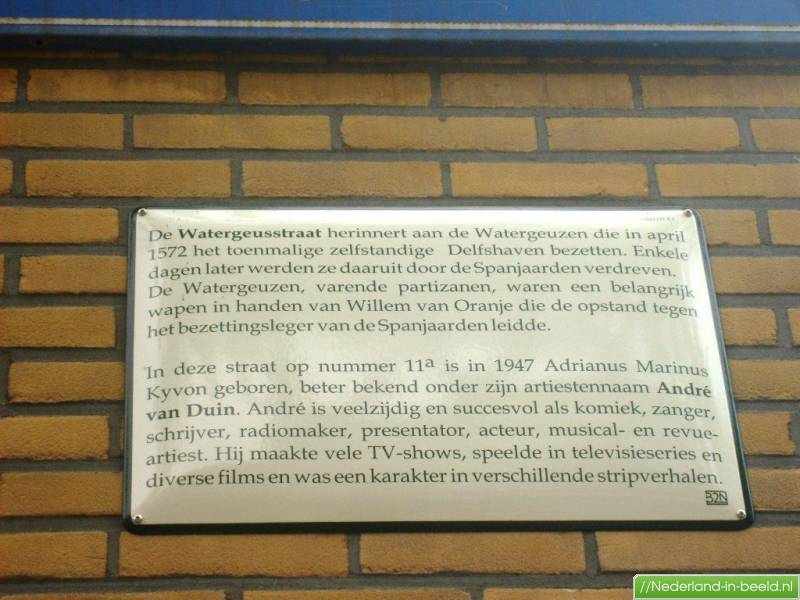 De Watergeusstraat herinnert aan de Watergeuzen die in april
1572 het toenmalige zelfstandige Delfshaven bezetten. Enkele
dagen later werden ze daaruit door de Spanjaarden verdreven.
De Watergeuzen, varende partizanen, waren een belangrijk
wapen in handen van Willem van Oranje die de opstand tegen
het bezettingsleger van de Spanjaarden leidde.
In deze straat op nummer 11a is in 1947 Adrianus Marinus
Kyvon geboren, beter bekend onder zijn artiestennaam André
van Duin. André is veelzijdig en succesvol als komiek, zanger,
schrijver, radiomaker, presentator, acteur, musical- en revue-
artiest. Hij maakte vele TV-shows, speelde in televisieseries en
diverse films en was een karakter in verschillende stripverhalen.
B2N
//Nederland-in-beeld.nl